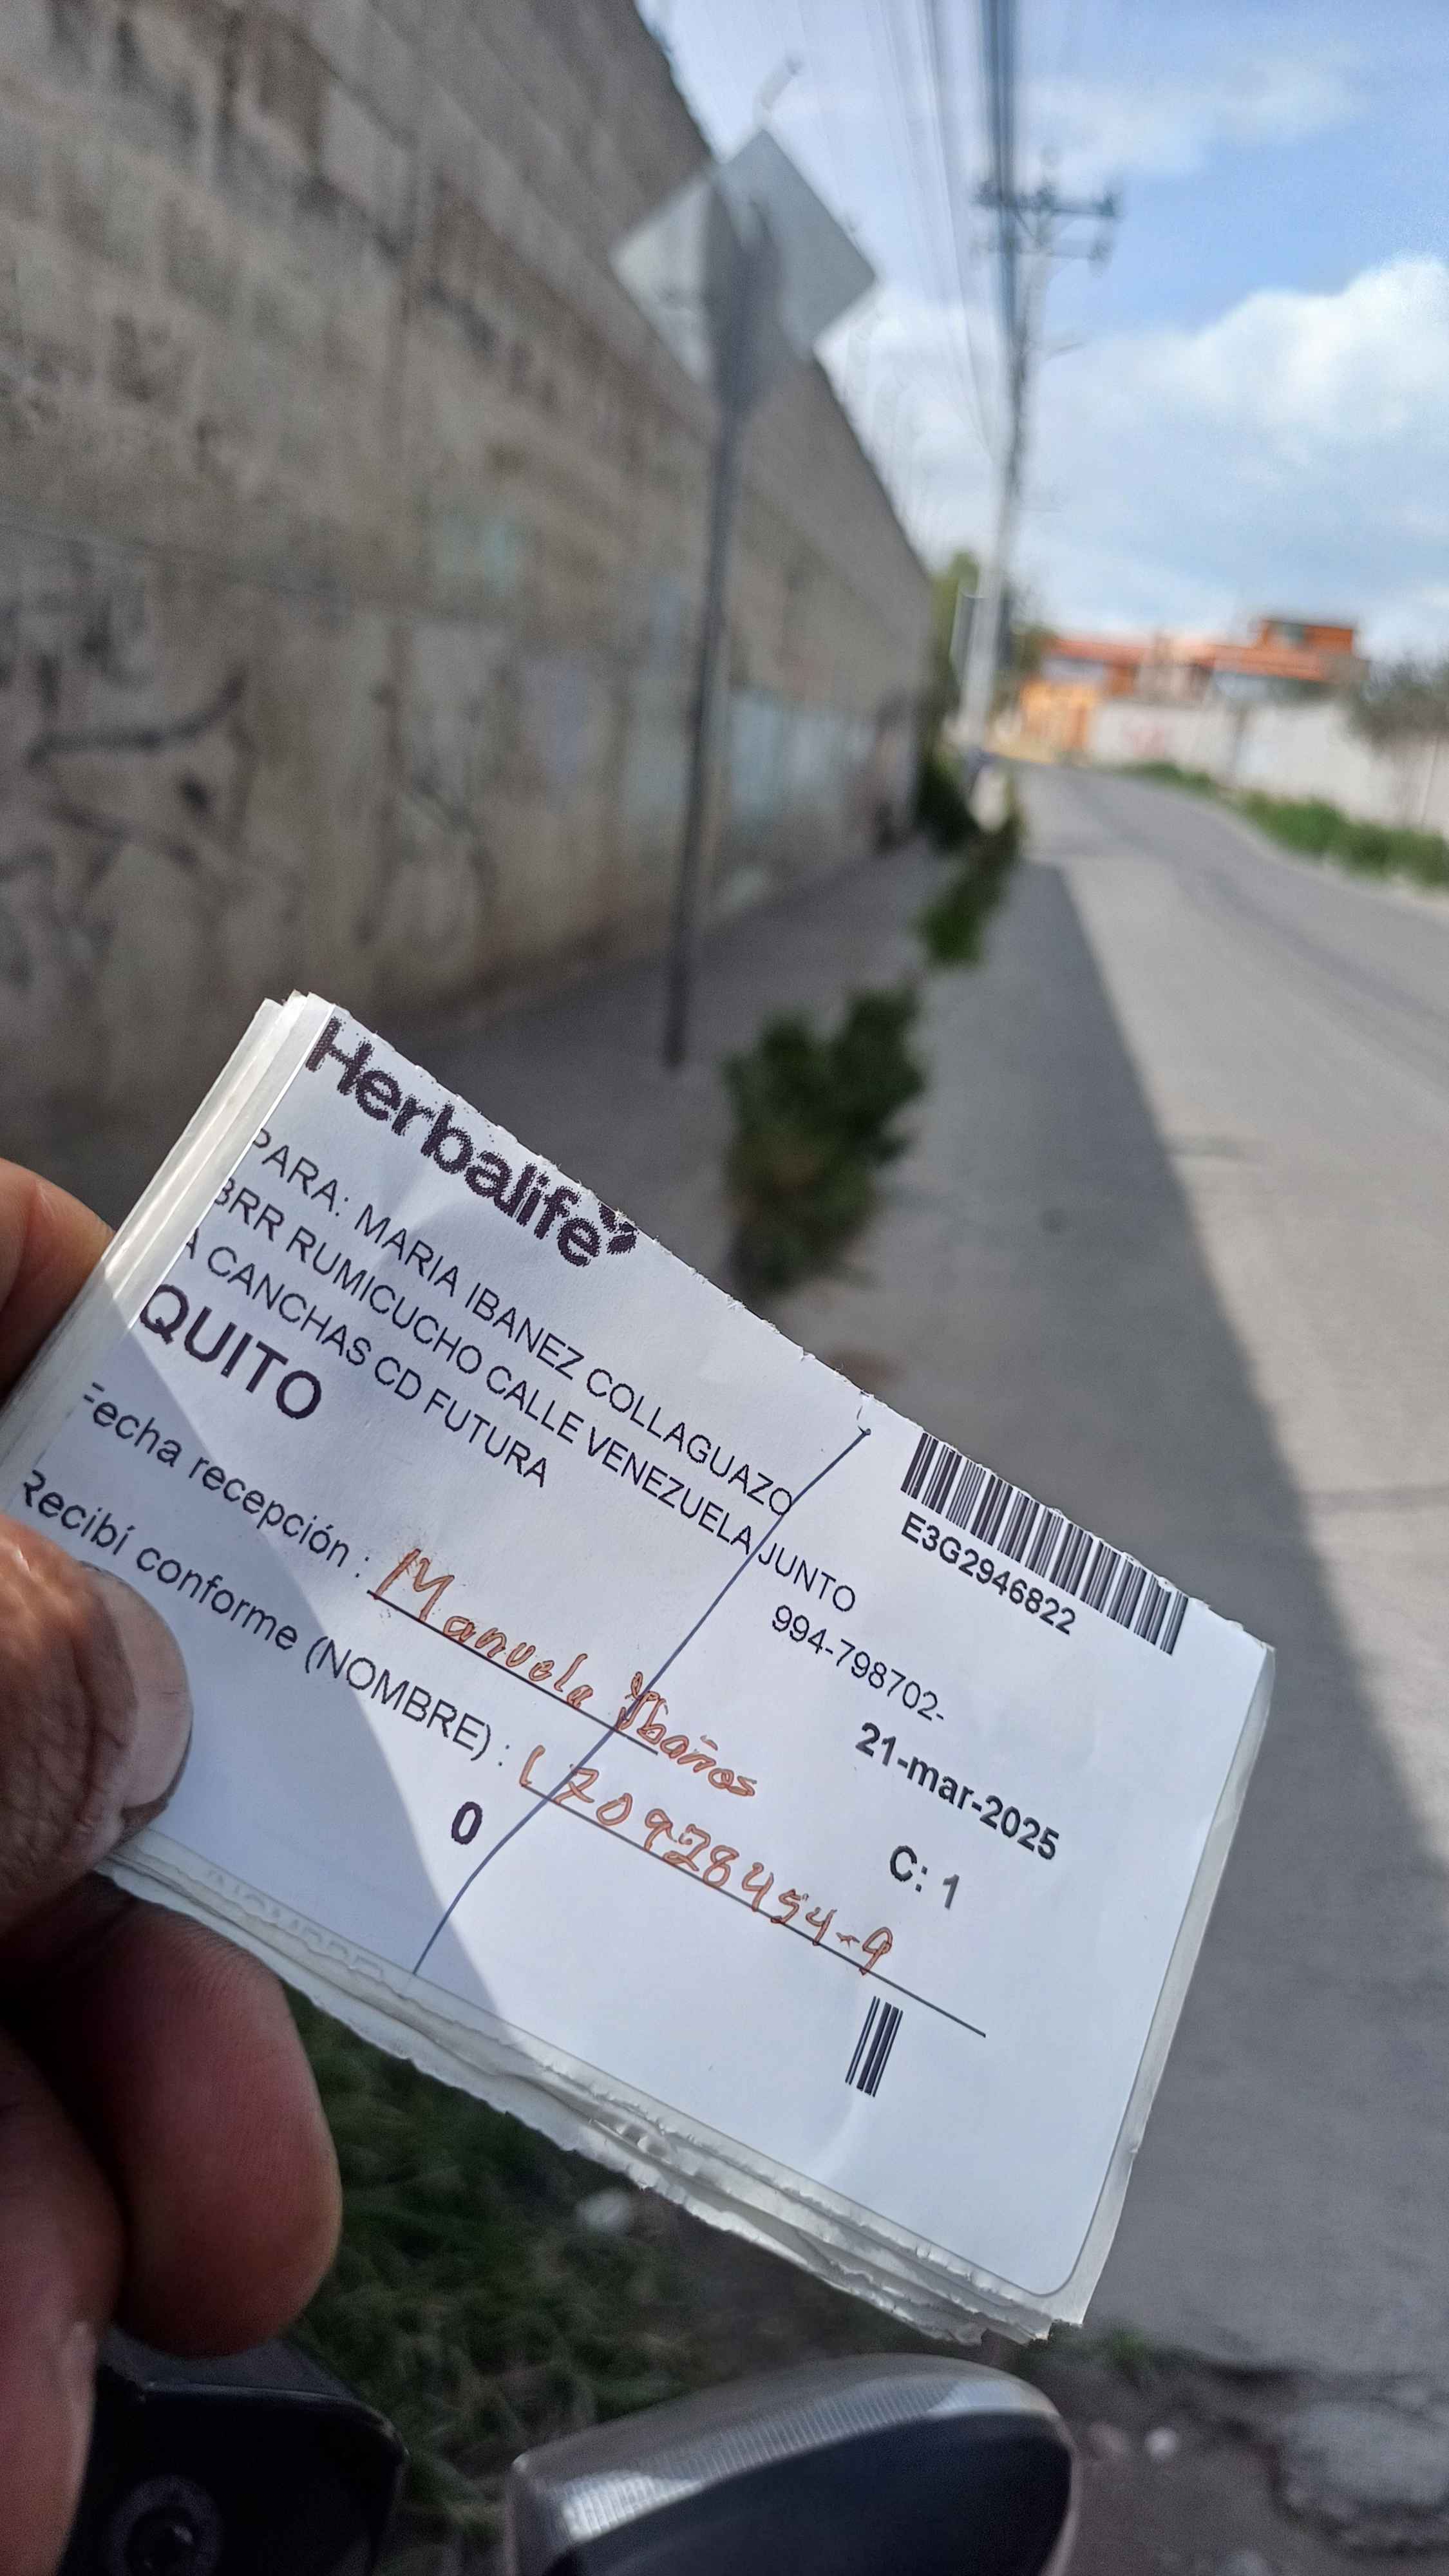 Herbalife
PARA: MARIA IBANEZ COLLAGUAZO
BRR RUMICUCHO CALLE VENEZUELA JUNTO
A CANCHAS CD FUTURA
994-798702-
QUITO
E3G2946822
21-mar-2025
C: 1
Fecha recepción :
Manuela Ibaños
Recibí conforme (NOMBRE) :
170928454-9
0